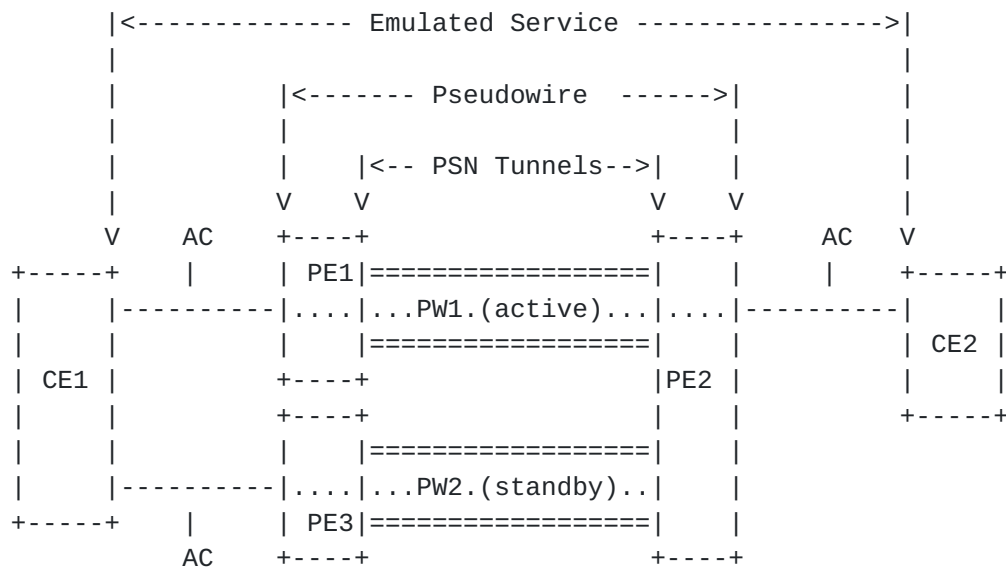 |<-------------- Emulated Service ---------------->|
|                                                  |
|          |<------- Pseudowire  ------>|          |
|          |                            |          |
|          |    |<-- PSN Tunnels-->|    |          |
|          V    V                  V    V          |
V    AC    +----+                  +----+     AC   V
+-----+    |     | PE1|==================|    |     |    +-----+
|     |----------|....|...PW1.(active)...|....|----------|     |
|     |          |    |==================|    |          | CE2 |
| CE1 |          +----+                  |PE2 |          |     |
|     |          +----+                  |    |          +-----+
|     |          |    |==================|    |
|     |----------|....|...PW2.(standby)..|    |
+-----+    |     | PE3|==================|    |
AC    +----+                  +----+